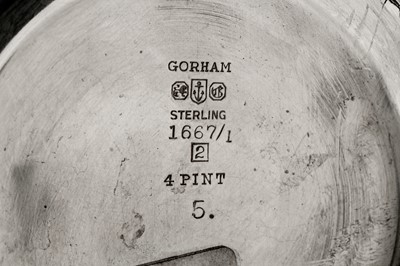 GORHAM
STERLING
1667/1
2
4 PINT
5.